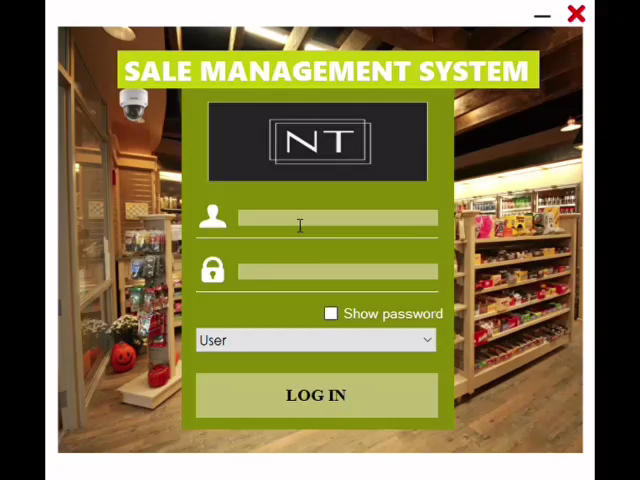 SALE MANAGEMENT SYSTEM
NT
Show password
User
LOG IN